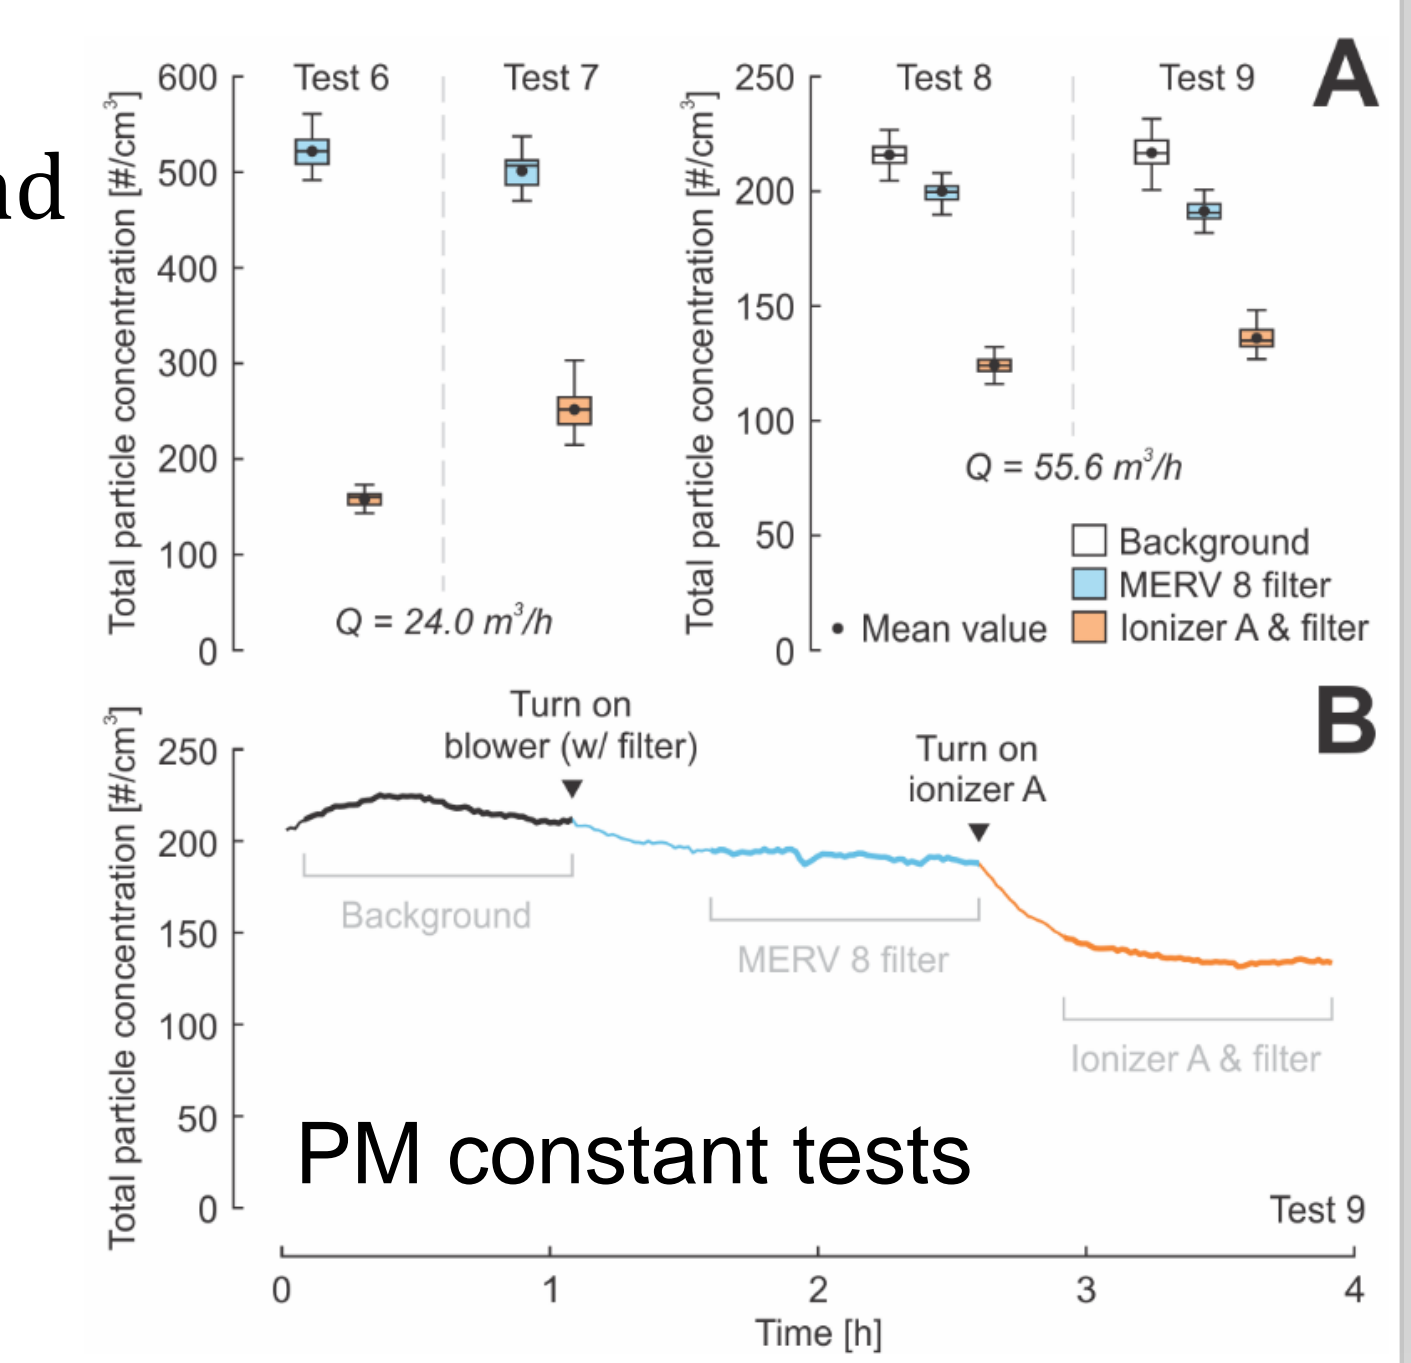 nd
A
Test 6
Test 7
Total particle concentration [#/cm³]
600
500
400
300
200
100
0
Q = 24.0 m³/h
Test 8
Test 9
Total particle concentration [#/cm³]
250
200
150
100
50
0
Q = 55.6 m³/h
Background
MERV 8 filter
Mean value
Ionizer A & filter
B
Total particle concentration [#/cm³]
250
200
150
100
50
0
Turn on
blower (w/ filter)
Turn on
ionizer A
Background
MERV 8 filter
Ionizer A & filter
PM constant tests
Test 9
0 1 2 3 4
Time [h]